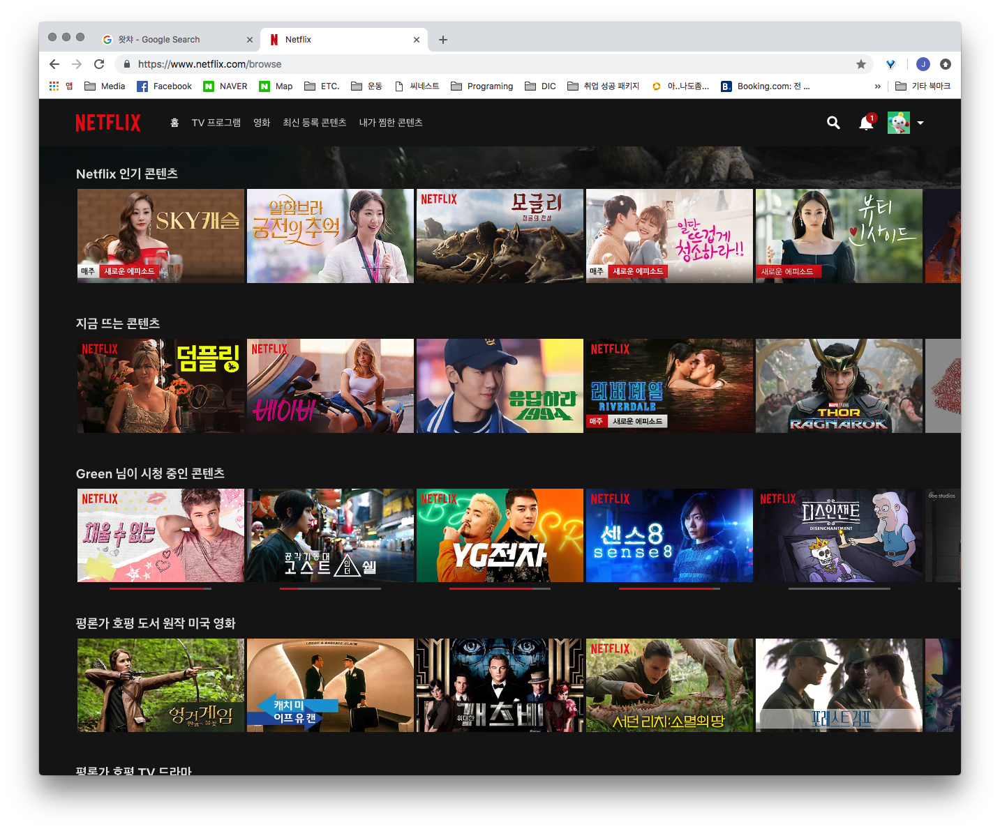 왓챠 - Google Search
Netflix
https://www.netflix.com/browse
J
앱
Media
Facebook
NAVER
Map
ETC.
운동
씨네스트
Programing
DIC
취업 성공 패키지
아..나도좀...
Booking.com: 전 ...
»
기타 북마크
NETFLIX
홈
TV 프로그램
영화
최신 등록 콘텐츠
내가 찜한 콘텐츠
1
Netflix 인기 콘텐츠
SKY캐슬
매주 새로운 에피소드
알함브라
궁전의 추억
NETFLIX
모글리
정글의 전설
일단
뜨겁게
청소하라!!
매주 새로운 에피소드
뷰티
인사이드
새로운 에피소드
지금 뜨는 콘텐츠
NETFLIX
덤플링
NETFLIX
베이비
응답하라
1994
NETFLIX
리버데일
RIVERDALE
매주 새로운 에피소드
MARVEL STUDIOS
THOR
RAGNAROK
Green 님이 시청 중인 콘텐츠
NETFLIX
채울 수 없는
공각기동대
고스트 인 더 쉘
NETFLIX
YG전자
NETFLIX
센스8
sense8
NETFLIX
디스인챈트
DISENCHANTMENT
abc studios
평론가 호평 도서 원작 미국 영화
헝거게임
판엠의 불꽃
LOST & BAGGAGE CLAIM
캐치 미
이프 유 캔
위대한
개츠비
NETFLIX
서던 리치: 소멸의 땅
포레스트 검프
평론가 호평 TV 드라마